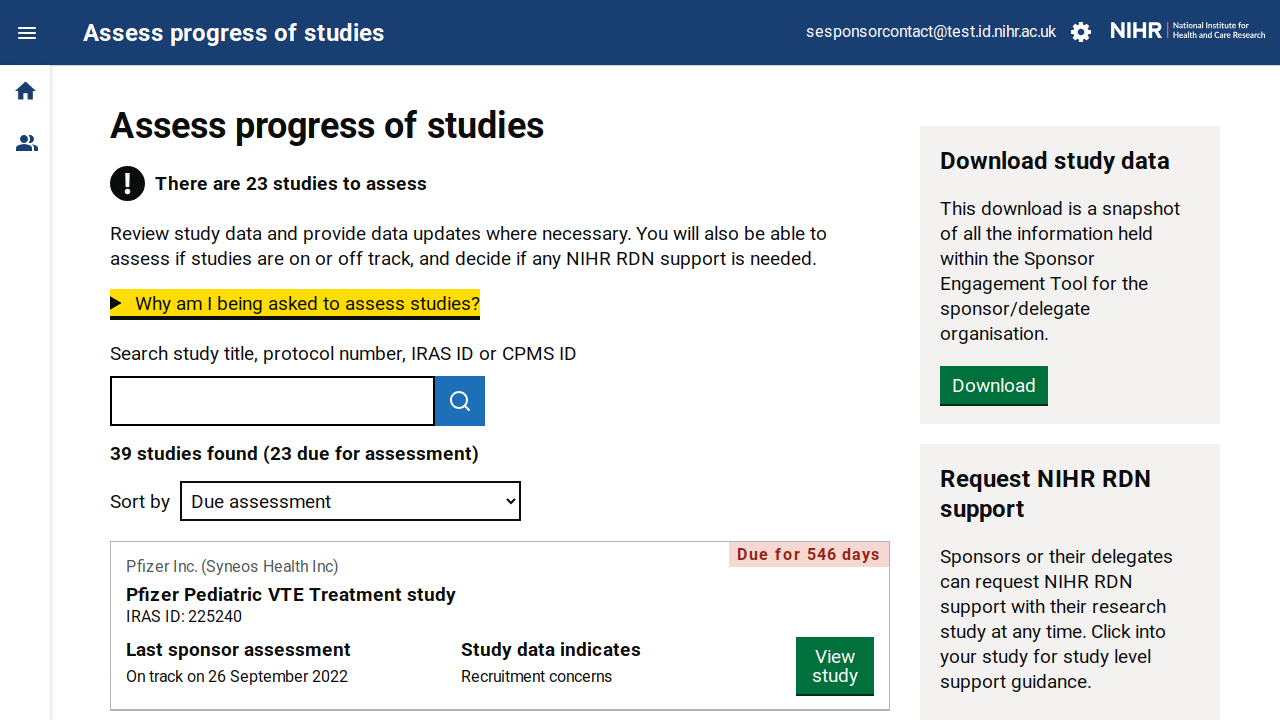 Assess progress of studies
sesponsorcontact@test.id.nihr.ac.uk
NIHR | National Institute for
Health and Care Research
Assess progress of studies
There are 23 studies to assess
Review study data and provide data updates where necessary. You will also be able to
assess if studies are on or off track, and decide if any NIHR RDN support is needed.
Why am I being asked to assess studies?
Search study title, protocol number, IRAS ID or CPMS ID
39 studies found (23 due for assessment)
Sort by
Due assessment
Due for 546 days
Pfizer Inc. (Syneos Health Inc)
Pfizer Pediatric VTE Treatment study
IRAS ID: 225240
Last sponsor assessment
On track on 26 September 2022
Study data indicates
Recruitment concerns
View
study
Download study data
This download is a snapshot
of all the information held
within the Sponsor
Engagement Tool for the
sponsor/delegate
organisation.
Download
Request NIHR RDN
support
Sponsors or their delegates
can request NIHR RDN
support with their research
study at any time. Click into
your study for study level
support guidance.